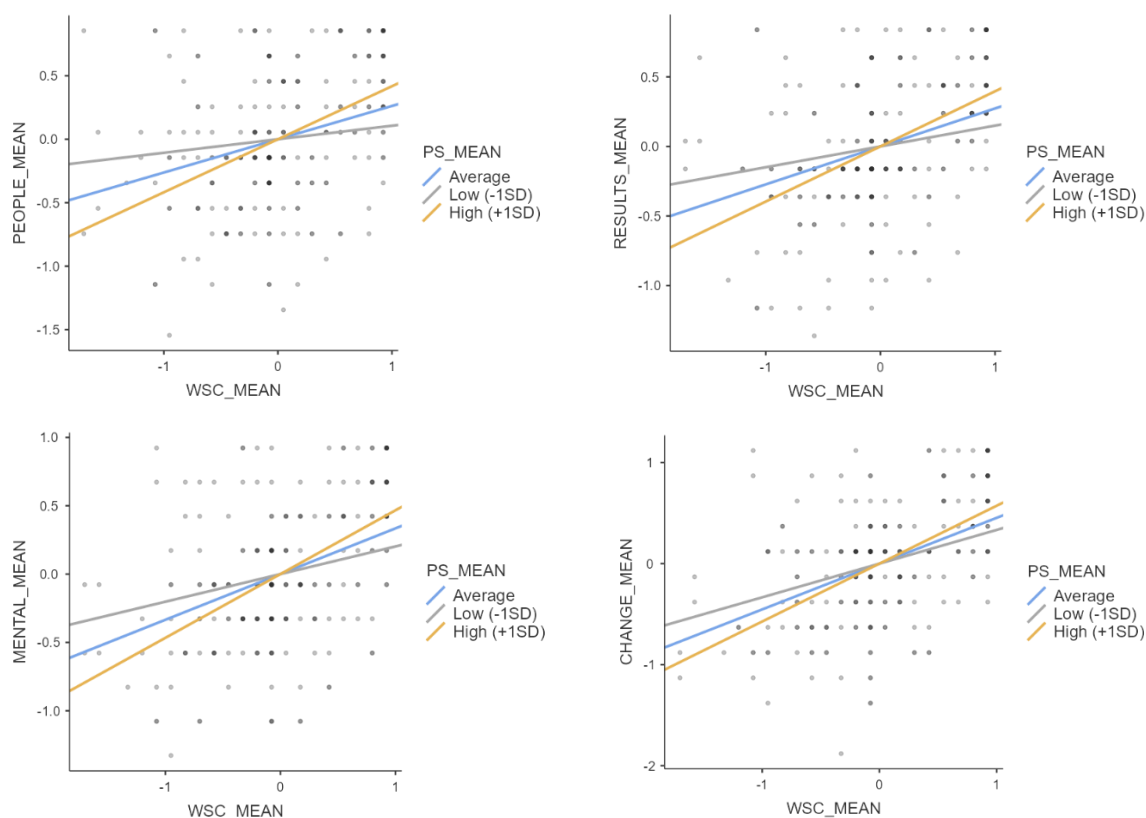 0.5
0.0
-0.5
-1.0
-1.5
PEOPLE_MEAN
-1
0
1
WSC_MEAN
PS_MEAN
Average
Low (-1SD)
High (+1SD)
0.5
0.0
-0.5
-1.0
RESULTS_MEAN
-1
0
1
WSC_MEAN
PS_MEAN
Average
Low (-1SD)
High (+1SD)
1.0
0.5
0.0
-0.5
-1.0
MENTAL_MEAN
-1
0
1
WSC_MEAN
PS_MEAN
Average
Low (-1SD)
High (+1SD)
1
0
-1
-2
CHANGE_MEAN
-1
0
1
WSC_MEAN
PS_MEAN
Average
Low (-1SD)
High (+1SD)